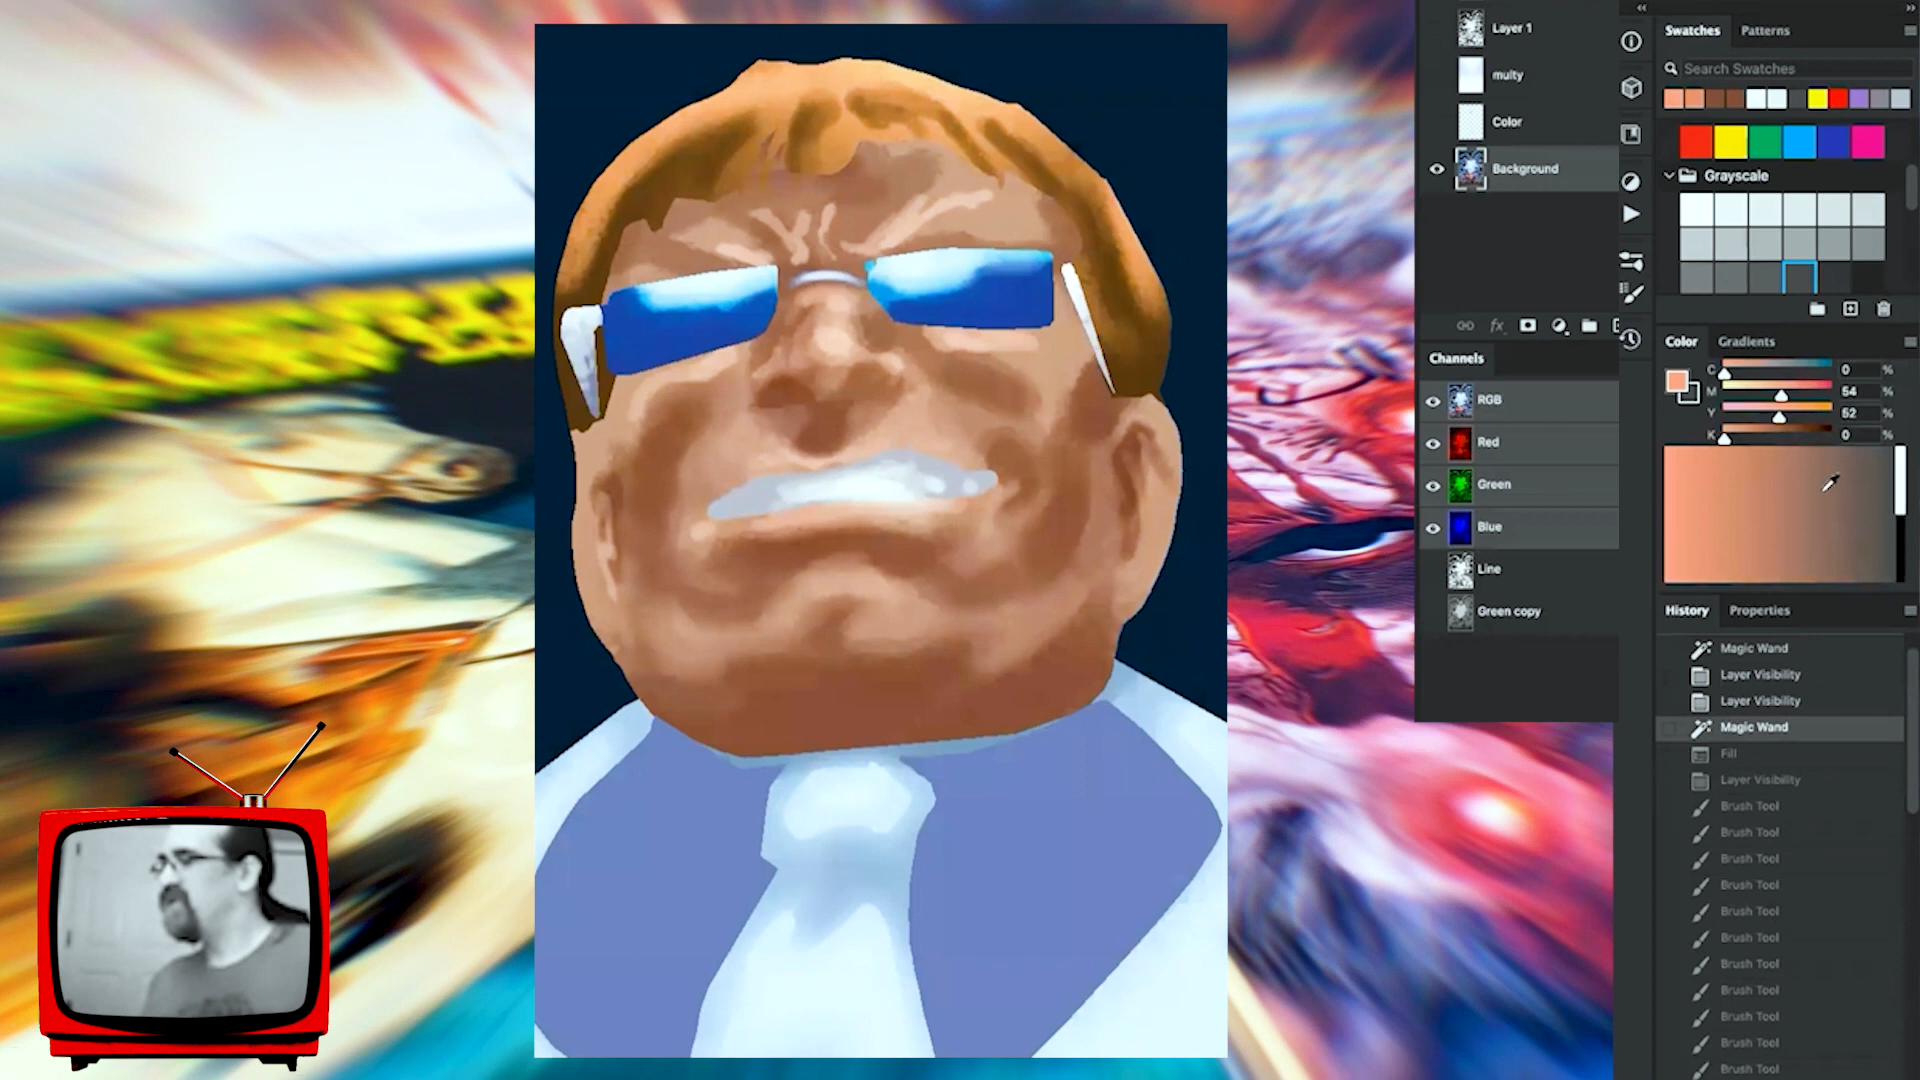 Layer 1
multy
Color
Background
fx
Channels
RGB
Red
Green
Blue
Line
Green copy
Swatches
Patterns
Search Swatches
Grayscale
Color
Gradients
C 0 %
M 54 %
Y 52 %
K 0 %
History
Properties
Magic Wand
Layer Visibility
Layer Visibility
Magic Wand
Fill
Layer Visibility
Brush Tool
Brush Tool
Brush Tool
Brush Tool
Brush Tool
Brush Tool
Brush Tool
Brush Tool
Brush Tool
Brush Tool
Brush Tool